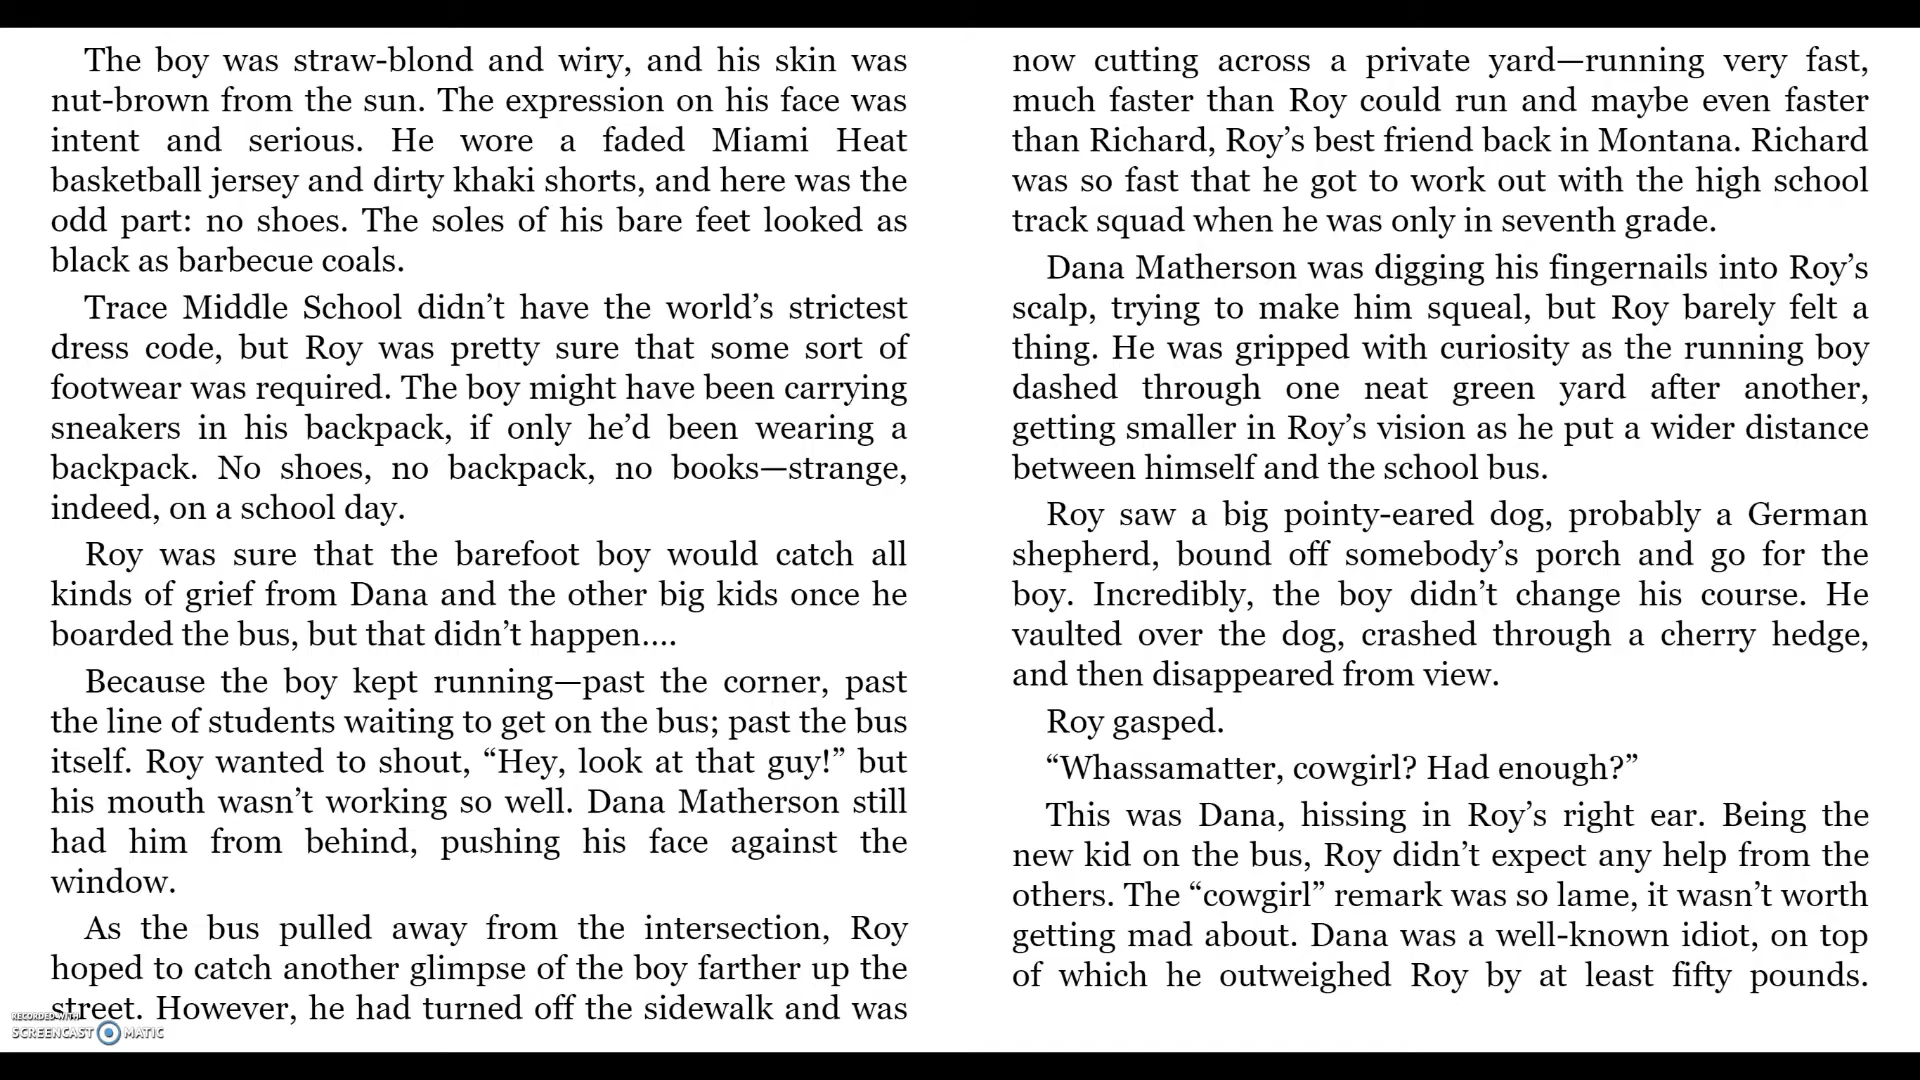 The boy was straw-blond and wiry, and his skin was
nut-brown from the sun. The expression on his face was
intent and serious. He wore a faded Miami Heat
basketball jersey and dirty khaki shorts, and here was the
odd part: no shoes. The soles of his bare feet looked as
black as barbecue coals.
Trace Middle School didn’t have the world’s strictest
dress code, but Roy was pretty sure that some sort of
footwear was required. The boy might have been carrying
sneakers in his backpack, if only he’d been wearing a
backpack. No shoes, no backpack, no books—strange,
indeed, on a school day.
Roy was sure that the barefoot boy would catch all
kinds of grief from Dana and the other big kids once he
boarded the bus, but that didn’t happen....
Because the boy kept running—past the corner, past
the line of students waiting to get on the bus; past the bus
itself. Roy wanted to shout, “Hey, look at that guy!” but
his mouth wasn’t working so well. Dana Matherson still
had him from behind, pushing his face against the
window.
As the bus pulled away from the intersection, Roy
hoped to catch another glimpse of the boy farther up the
street. However, he had turned off the sidewalk and was
now cutting across a private yard—running very fast,
much faster than Roy could run and maybe even faster
than Richard, Roy’s best friend back in Montana. Richard
was so fast that he got to work out with the high school
track squad when he was only in seventh grade.
Dana Matherson was digging his fingernails into Roy’s
scalp, trying to make him squeal, but Roy barely felt a
thing. He was gripped with curiosity as the running boy
dashed through one neat green yard after another,
getting smaller in Roy’s vision as he put a wider distance
between himself and the school bus.
Roy saw a big pointy-eared dog, probably a German
shepherd, bound off somebody’s porch and go for the
boy. Incredibly, the boy didn’t change his course. He
vaulted over the dog, crashed through a cherry hedge,
and then disappeared from view.
Roy gasped.
“Whassamatter, cowgirl? Had enough?”
This was Dana, hissing in Roy’s right ear. Being the
new kid on the bus, Roy didn’t expect any help from the
others. The “cowgirl” remark was so lame, it wasn’t worth
getting mad about. Dana was a well-known idiot, on top
of which he outweighed Roy by at least fifty pounds.
RECORDED WITH
SCREENCAST MATIC